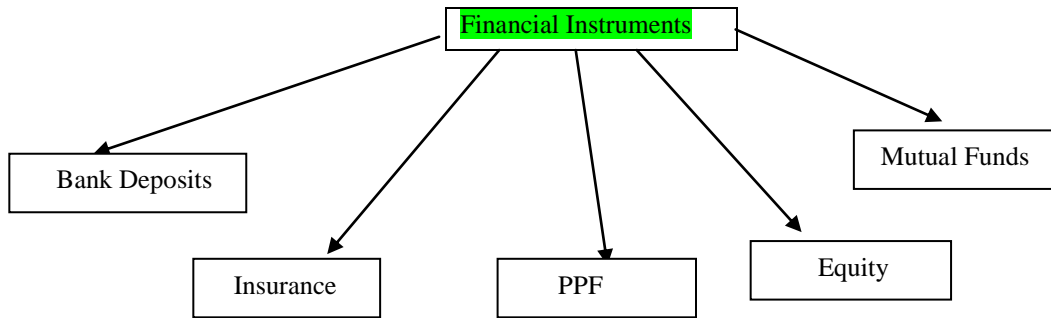 Financial Instruments
Bank Deposits
Mutual Funds
Insurance
PPF
Equity